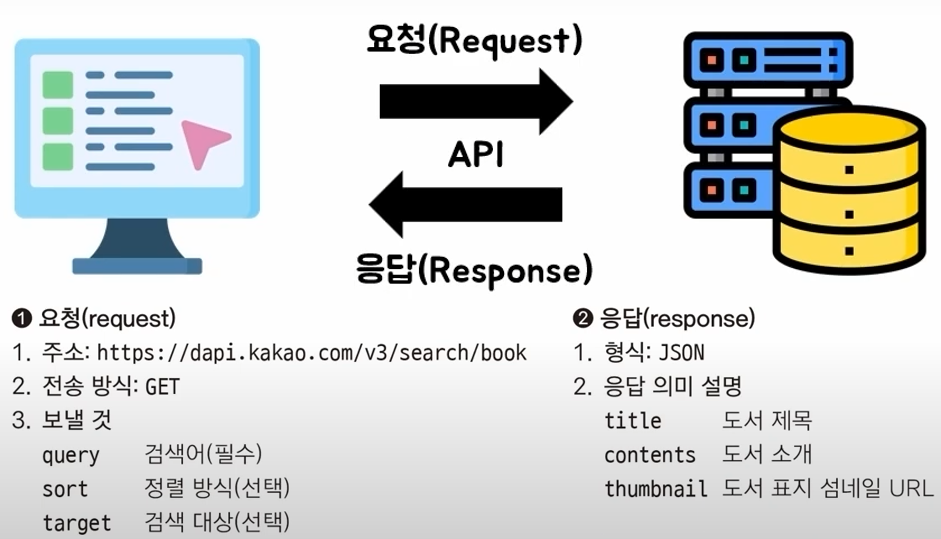 요청(Request)
API
응답(Response)
❶ 요청(request)
1. 주소: https://dapi.kakao.com/v3/search/book
2. 전송 방식: GET
3. 보낼 것
query 검색어(필수)
sort 정렬 방식(선택)
target 검색 대상(선택)
❷ 응답(response)
1. 형식: JSON
2. 응답 의미 설명
title 도서 제목
contents 도서 소개
thumbnail 도서 표지 섬네일 URL